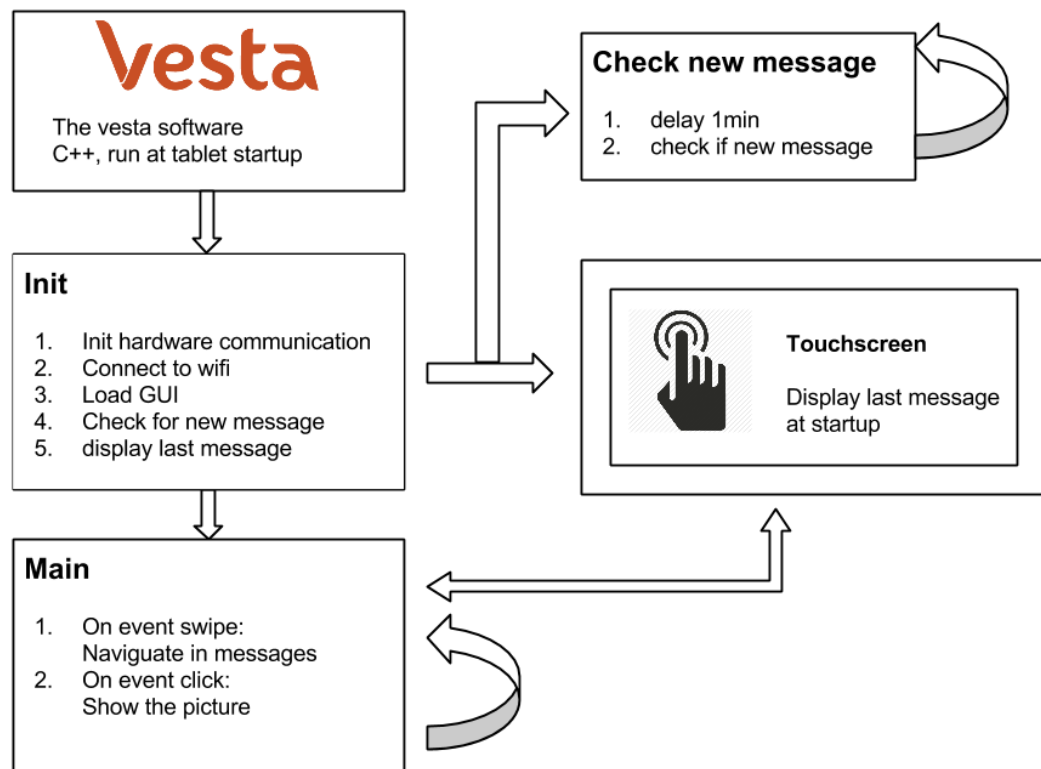 Vesta
The vesta software
C++, run at tablet startup
Check new message
1. delay 1min
2. check if new message
Init
1. Init hardware communication
2. Connect to wifi
3. Load GUI
4. Check for new message
5. display last message
Touchscreen
Display last message
at startup
Main
1. On event swipe:
Naviguate in messages
2. On event click:
Show the picture